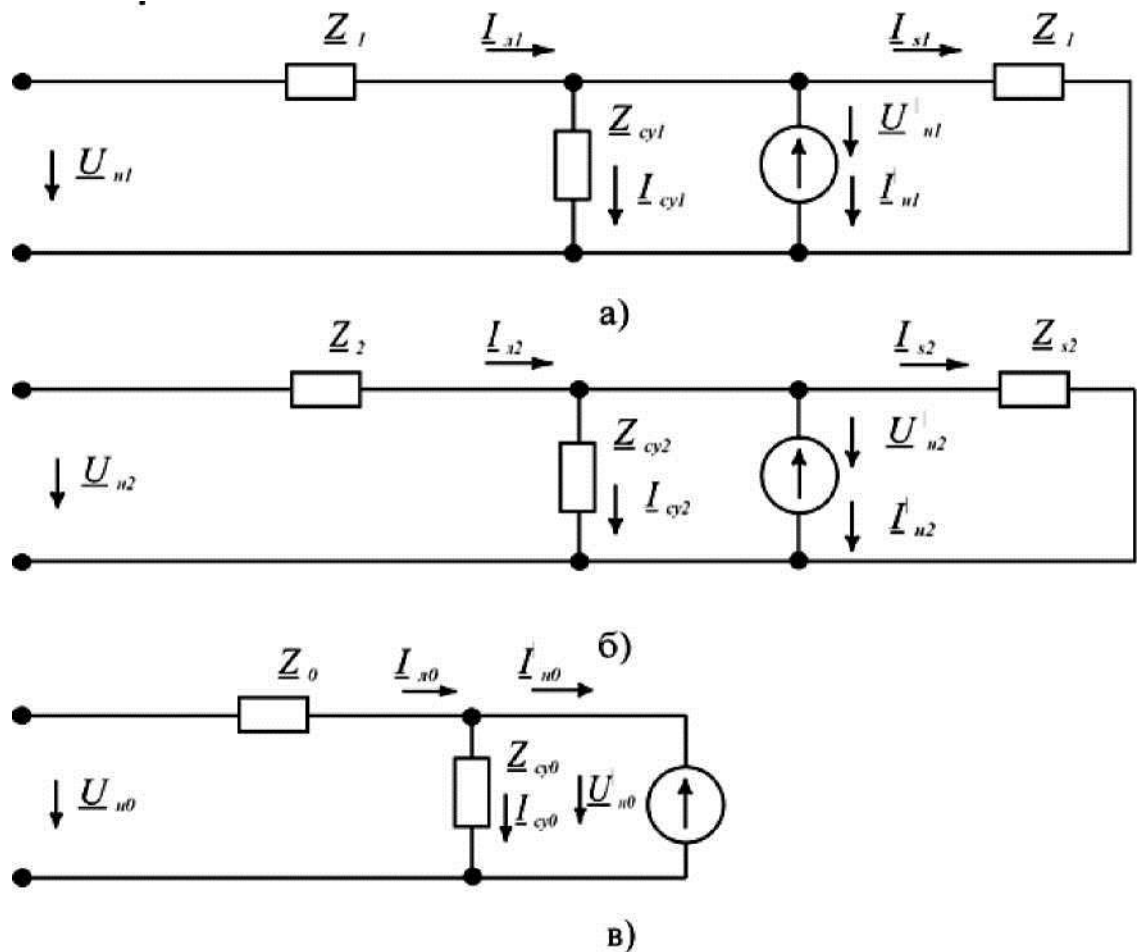 Z 1 I л1 I s1 Z 1
U н1 Z су1 I су1 U' н1 I' н1
а)
Z 2 I л2 I s2 Z s2
U н2 Z су2 I су2 U' н2 I' н2
б)
Z 0 I л0 I' н0
U н0 Z су0 I су0 U' н0
в)